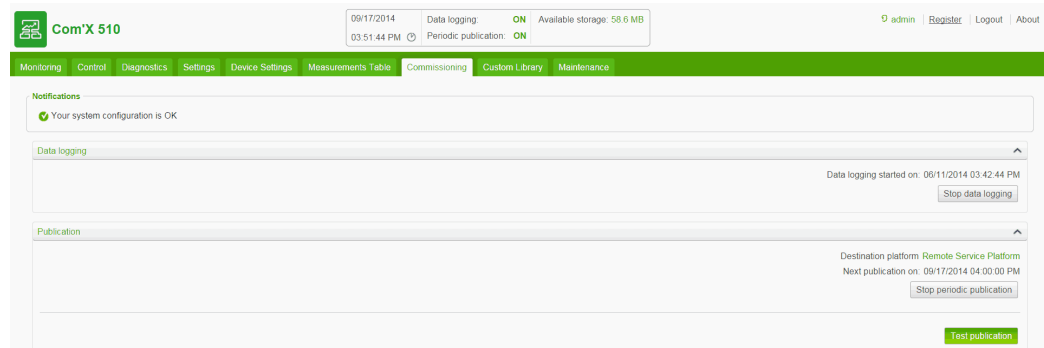 Com'X 510
09/17/2014
03:51:44 PM
Data logging: ON Available storage: 58.6 MB
Periodic publication: ON
admin Register Logout About
Monitoring Control Diagnostics Settings Device Settings Measurements Table Commissioning Custom Library Maintenance
Notifications
Your system configuration is OK
Data logging
Data logging started on: 06/11/2014 03:42:44 PM
Stop data logging
Publication
Destination platform Remote Service Platform
Next publication on: 09/17/2014 04:00:00 PM
Stop periodic publication
Test publication